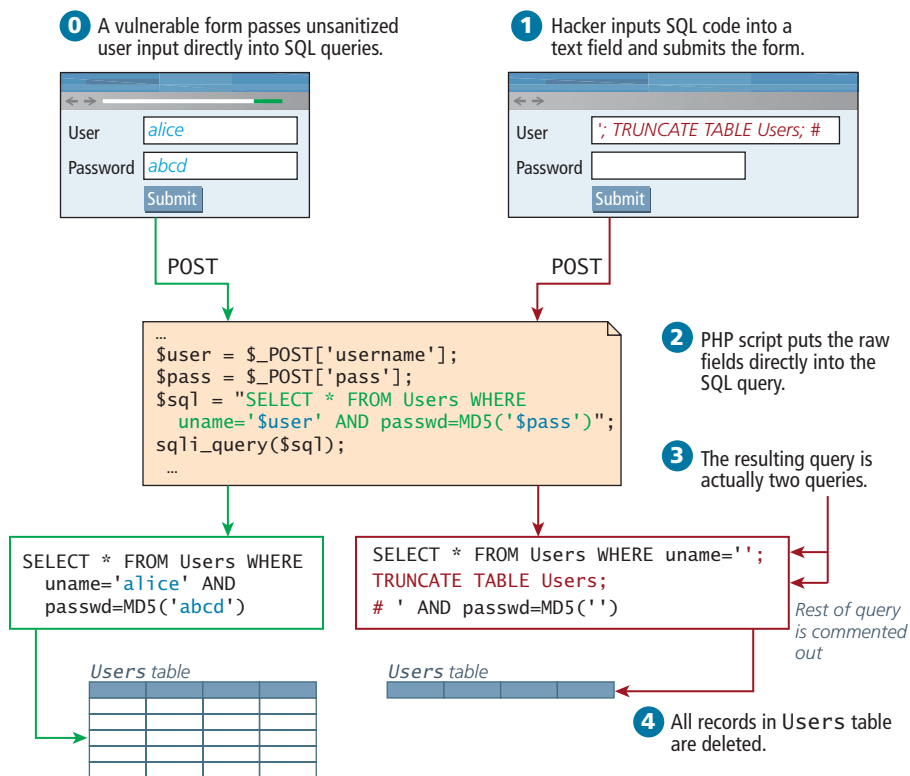 0 A vulnerable form passes unsanitized
user input directly into SQL queries.
1 Hacker inputs SQL code into a
text field and submits the form.
User alice
Password abcd
Submit
User '; TRUNCATE TABLE Users; #
Password
Submit
POST
POST
…
$user = $_POST['username'];
$pass = $_POST['pass'];
$sql = "SELECT * FROM Users WHERE
uname='$user' AND passwd=MD5('$pass')";
sqli_query($sql);
…
2 PHP script puts the raw
fields directly into the
SQL query.
3 The resulting query is
actually two queries.
SELECT * FROM Users WHERE
uname='alice' AND
passwd=MD5('abcd')
SELECT * FROM Users WHERE uname='';
TRUNCATE TABLE Users;
# ' AND passwd=MD5('')
Rest of query
is commented
out
Users table
Users table
4 All records in Users table
are deleted.